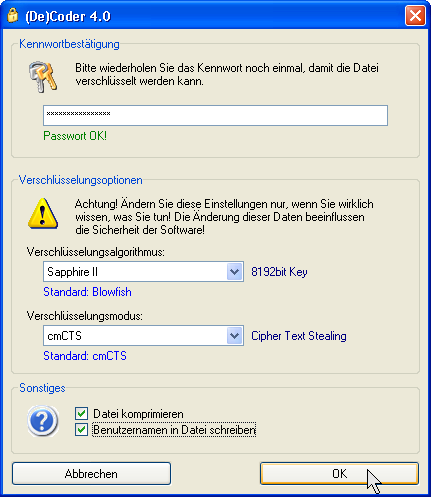 (De)Coder 4.0
Kennwortbestätigung
Bitte wiederholen Sie das Kennwort noch einmal, damit die Datei
verschlüsselt werden kann.
×××××××××××××××
Passwort OK!
Verschlüsselungsoptionen
Achtung! Ändern Sie diese Einstellungen nur, wenn Sie wirklich
wissen, was Sie tun! Die Änderung dieser Daten beeinflussen
die Sicherheit der Software!
Verschlüsselungsalgorithmus:
Sapphire II 8192bit Key
Standard: Blowfish
Verschlüsselungsmodus:
cmCTS Cipher Text Stealing
Standard: cmCTS
Sonstiges
Datei komprimieren
Benutzernamen in Datei schreiben
Abbrechen OK